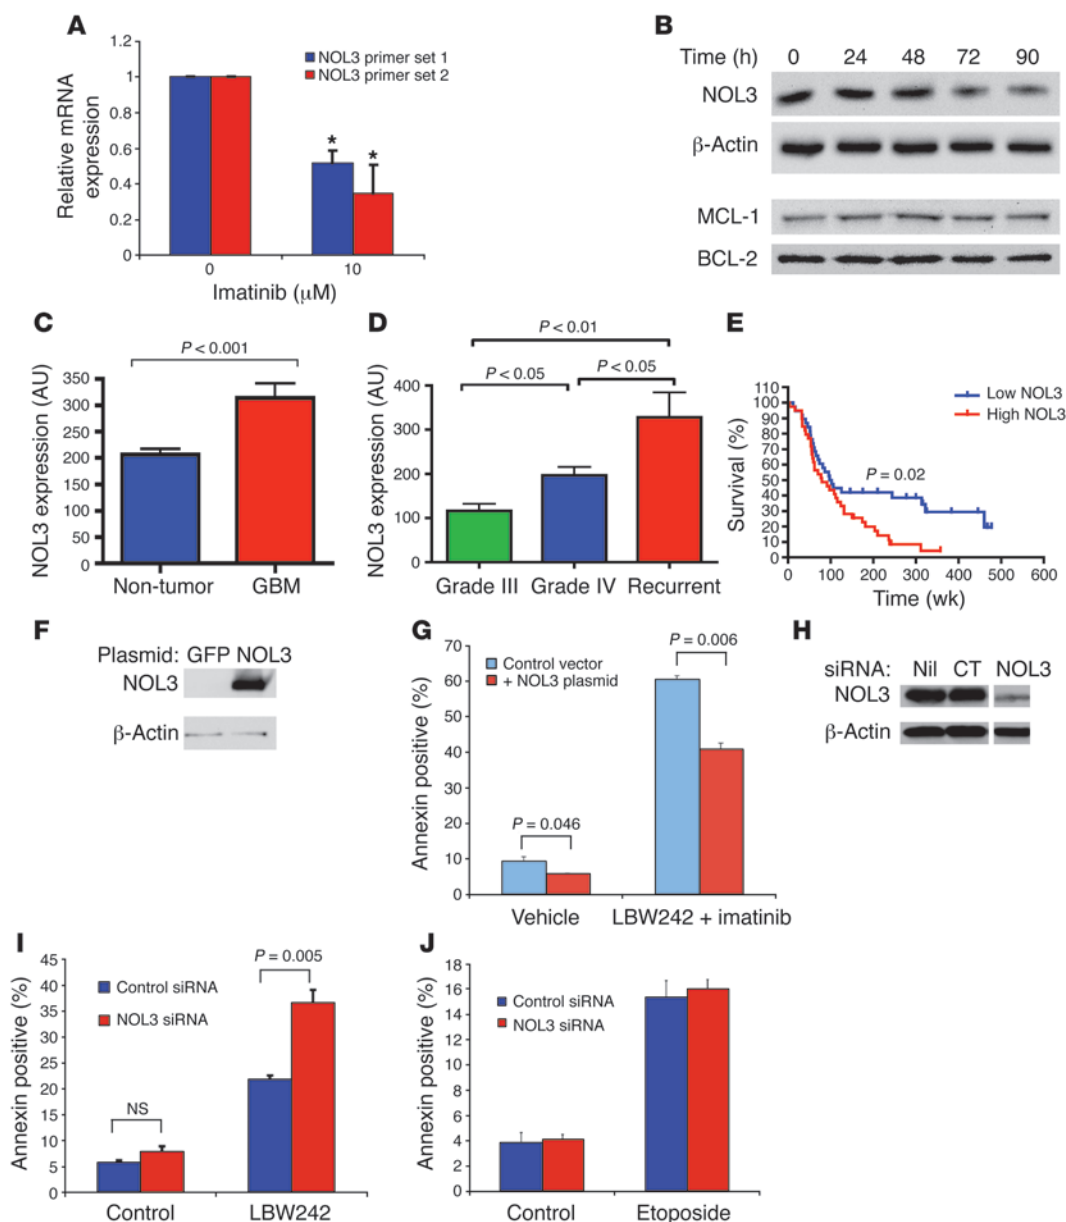 A
1.2
1
0.8
0.6
0.4
0.2
0
Relative mRNA
expression
NOL3 primer set 1
NOL3 primer set 2
* *
0 10
Imatinib (μM)
B
Time (h) 0 24 48 72 90
NOL3
β-Actin
MCL-1
BCL-2
C
P < 0.001
NOL3 expression (AU)
350
300
250
200
150
100
50
0
Non-tumor GBM
D
P < 0.01
P < 0.05 P < 0.05
NOL3 expression (AU)
400
300
200
100
0
Grade III Grade IV Recurrent
E
Survival (%)
110
100
90
80
70
60
50
40
30
20
10
0
Low NOL3
High NOL3
P = 0.02
0 100 200 300 400 500 600
Time (wk)
F
Plasmid: GFP NOL3
NOL3
β-Actin
G
Annexin positive (%)
70
60
50
40
30
20
10
0
Control vector
+ NOL3 plasmid
P = 0.006
P = 0.046
Vehicle LBW242 + imatinib
H
siRNA: Nil CT NOL3
NOL3
β-Actin
I
Annexin positive (%)
45
40
35
30
25
20
15
10
5
0
Control siRNA
NOL3 siRNA
P = 0.005
NS
Control LBW242
J
Annexin positive (%)
18
16
14
12
10
8
6
4
2
0
Control siRNA
NOL3 siRNA
Control Etoposide